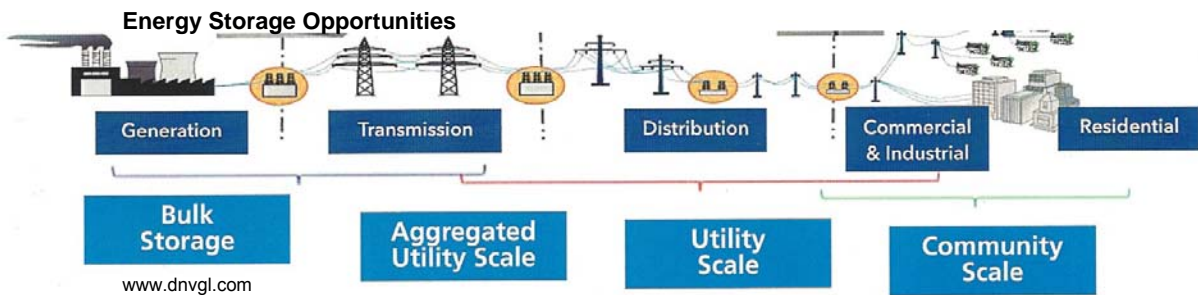 Energy Storage Opportunities
Generation
Transmission
Distribution
Commercial
& Industrial
Residential
Bulk
Storage
Aggregated
Utility Scale
Utility
Scale
Community
Scale
www.dnvgl.com